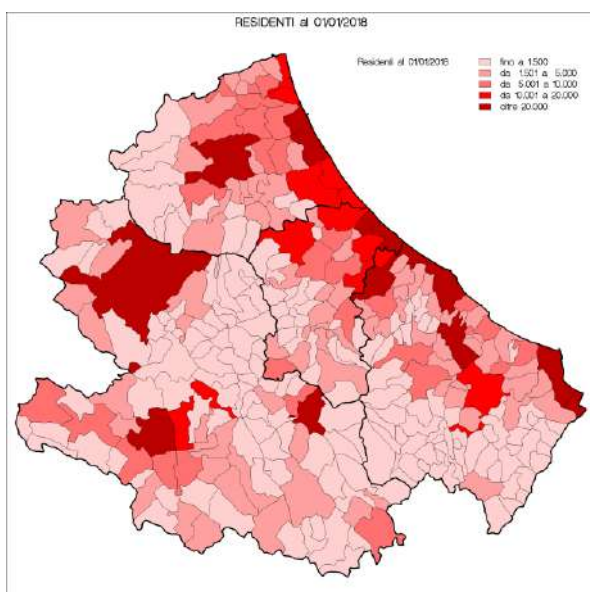 RESIDENTI al 01/01/2018
Residenti al 01/01/2018
fino a 1.500
da 1.501 a 5.000
da 5.001 a 10.000
da 10.001 a 20.000
oltre 20.000